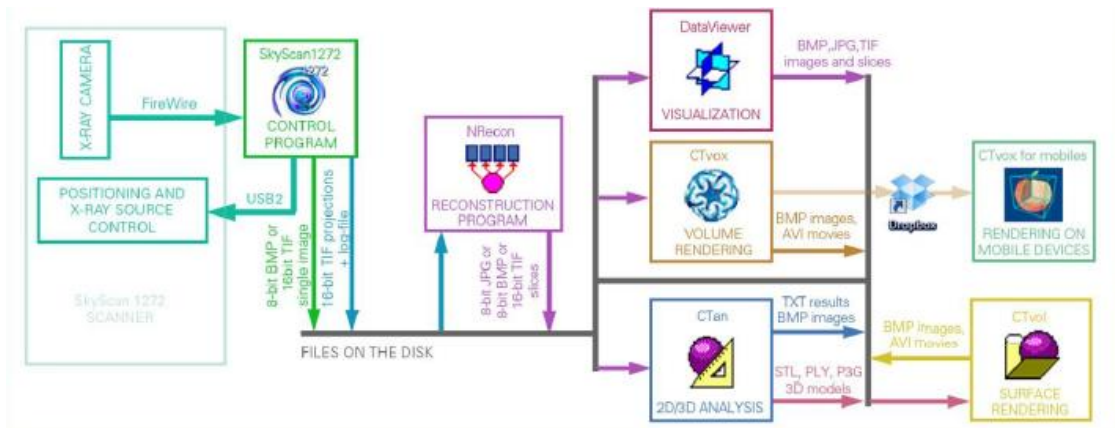 X-RAY CAMERA
FireWire
SkyScan1272
1272
CONTROL
PROGRAM
POSITIONING AND
X-RAY SOURCE
CONTROL
USB2
8-bit BMP or
16bit TIF
single image
16-bit TIF projections
+ log-file
SkyScan 1272
SCANNER
FILES ON THE DISK
NRecon
RECONSTRUCTION
PROGRAM
8-bit JPG or
8-bit BMP or
16-bit TIF
slices
DataViewer
VISUALIZATION
BMP,JPG,TIF
images and slices
CTvox
VOLUME
RENDERING
BMP images,
AVI movies
Dropbox
CTvox for mobiles
RENDERING ON
MOBILE DEVICES
CTan
2D/3D ANALYSIS
TXT results
BMP images
STL, PLY, P3G
3D models
BMP images,
AVI movies
CTvol
SURFACE
RENDERING